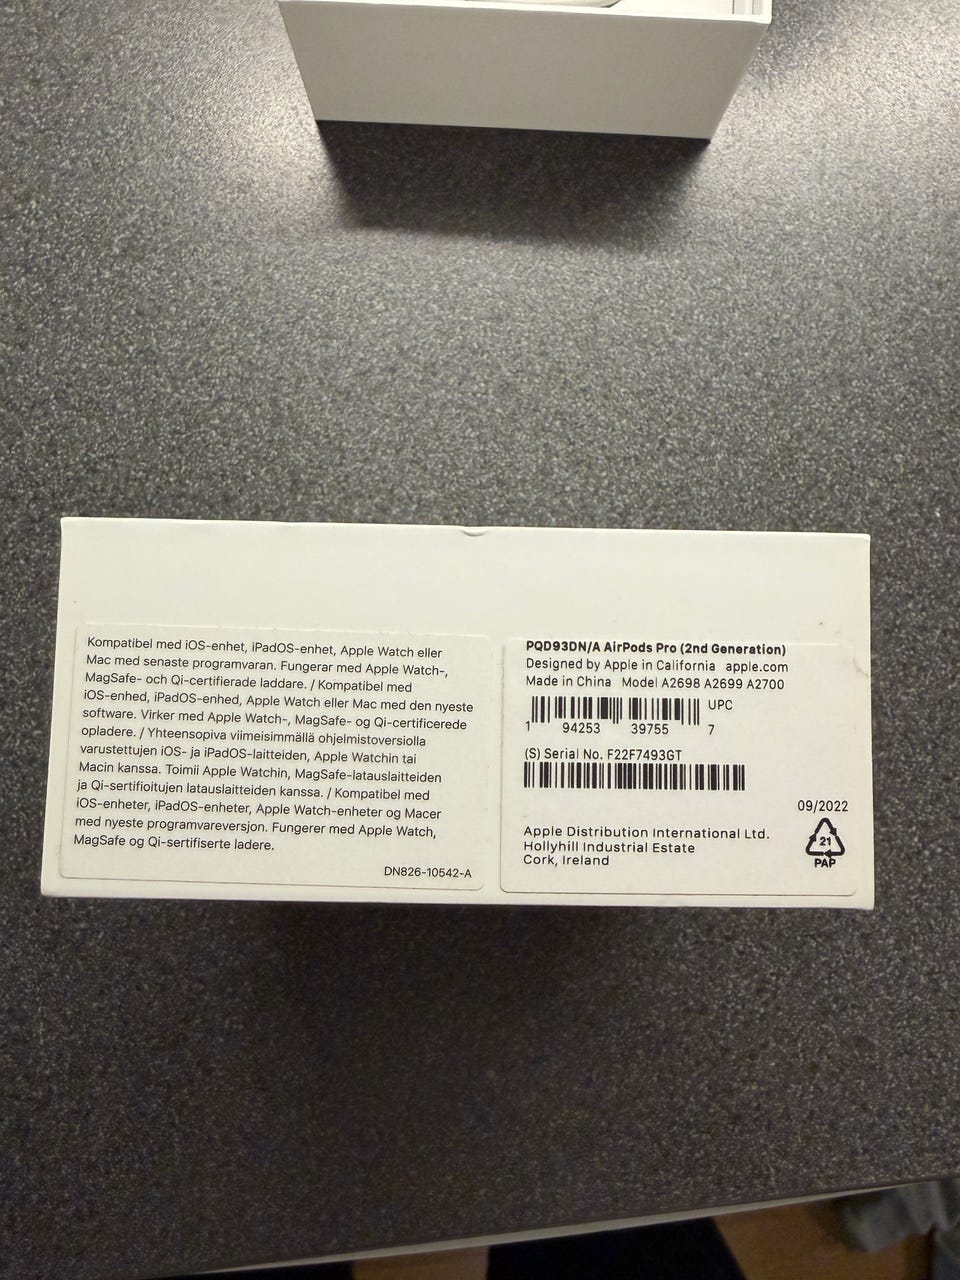 Kompatibel med iOS-enhet, iPadOS-enhet, Apple Watch eller
Mac med senaste programvaran. Fungerar med Apple Watch-,
MagSafe- och Qi-certifierade laddare. / Kompatibel med
iOS-enhed, iPadOS-enhed, Apple Watch eller Mac med den nyeste
software. Virker med Apple Watch-, MagSafe- og Qi-certificerede
opladere. / Yhteensopiva viimeisimmällä ohjelmistoversiolla
varustettujen iOS- ja iPadOS-laitteiden, Apple Watchin tai
Macin kanssa. Toimii Apple Watchin, MagSafe-latauslaitteiden
ja Qi-sertifioitujen latauslaitteiden kanssa. / Kompatibel med
iOS-enheter, iPadOS-enheter, Apple Watch-enheter og Macer
med nyeste programvareversjon. Fungerer med Apple Watch,
MagSafe og Qi-sertifiserte ladere.
DN826-10542-A
PQD93DN/A AirPods Pro (2nd Generation)
Designed by Apple in California apple.com
Made in China Model A2698 A2699 A2700
UPC
1 94253 39755 7
(S) Serial No. F22F7493GT
09/2022
21
PAP
Apple Distribution International Ltd.
Hollyhill Industrial Estate
Cork, Ireland